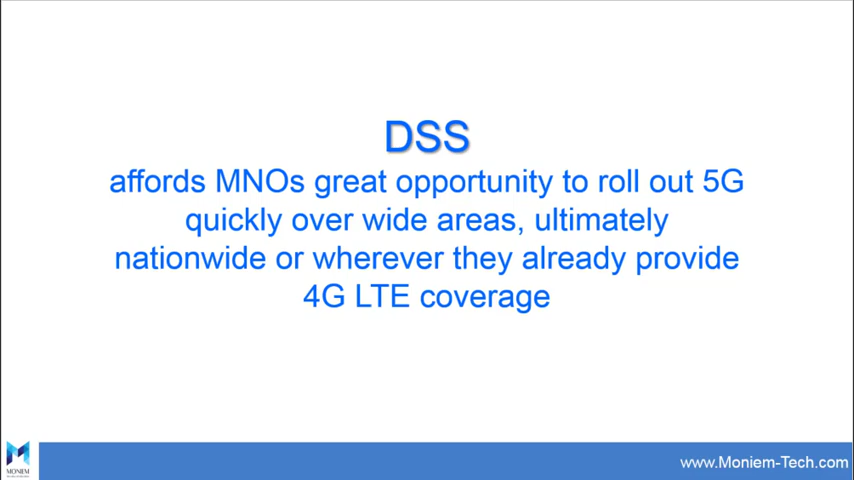 DSS
affords MNOs great opportunity to roll out 5G
quickly over wide areas, ultimately
nationwide or wherever they already provide
4G LTE coverage
MONIEM
www.Moniem-Tech.com